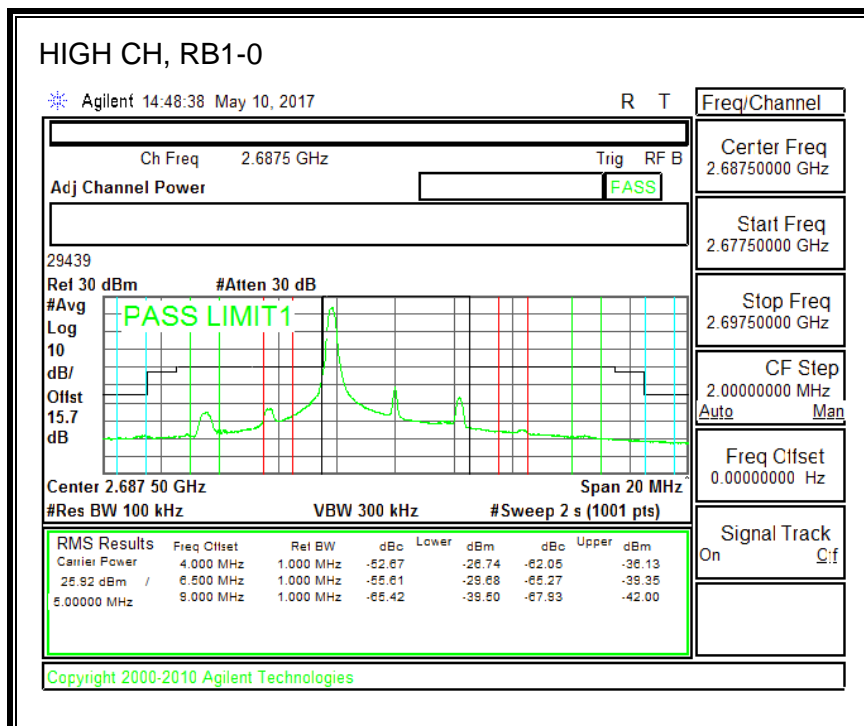 HIGH CH, RB1-0
Agilent 14:48:38 May 10, 2017 R T
Freq/Channel
Ch Freq 2.6875 GHz Trig RF B
Adj Channel Power PASS
Center Freq
2.68750000 GHz
Start Freq
2.67750000 GHz
Stop Freq
2.69750000 GHz
CF Step
2.00000000 MHz
Auto Man
Freq Offset
0.00000000 Hz
Signal Track
On Off
29439
Ref 30 dBm #Atten 30 dB
#Avg
Log
10
dB/
Offst
15.7
dB
PASS LIMIT1
Center 2.687 50 GHz Span 20 MHz
#Res BW 100 kHz VBW 300 kHz #Sweep 2 s (1001 pts)
RMS Results Freq Offset Ref BW dBc Lower dBm dBc Upper dBm
Carrier Power 4.000 MHz 1.000 MHz -52.67 -26.74 -62.05 -36.13
25.92 dBm / 6.500 MHz 1.000 MHz -55.61 -29.68 -65.27 -39.35
5.00000 MHz 9.000 MHz 1.000 MHz -65.42 -39.50 -67.93 -42.00
Copyright 2000-2010 Agilent Technologies